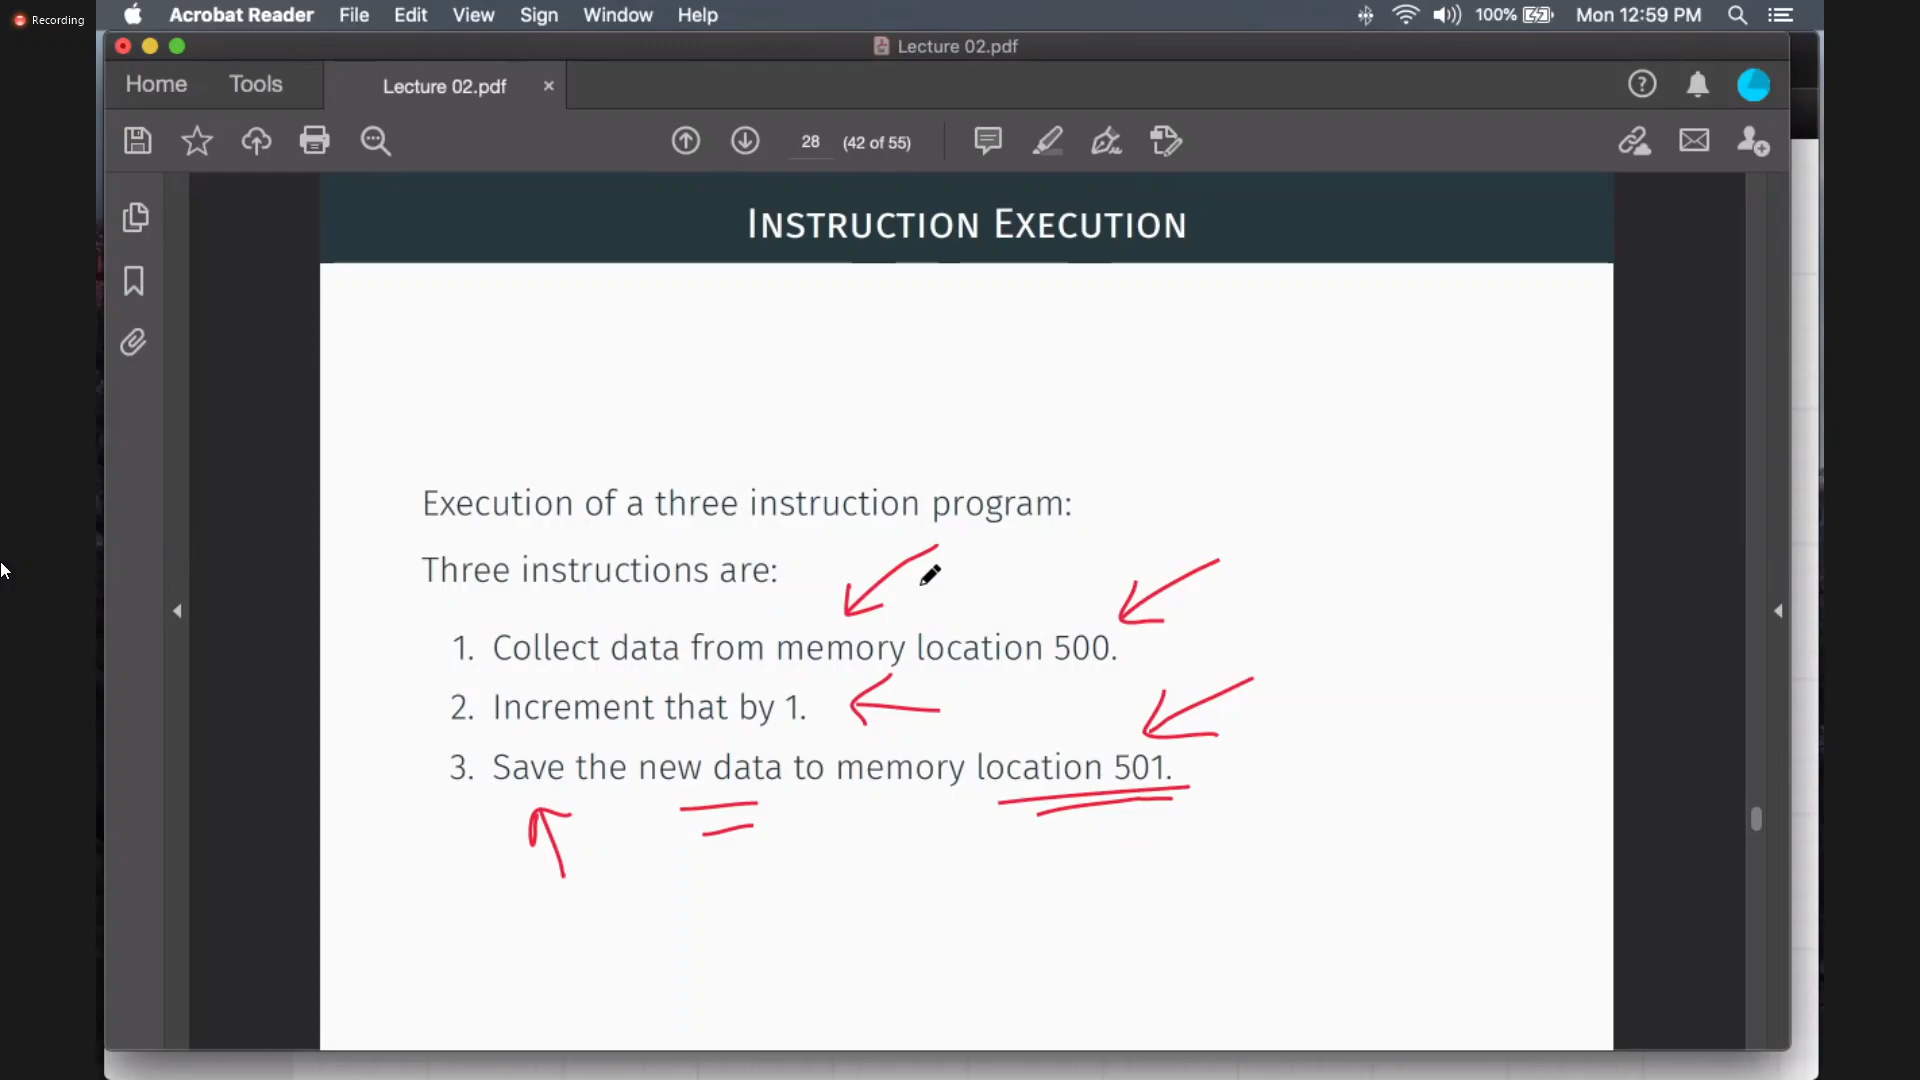 Recording
Acrobat Reader File Edit View Sign Window Help 100% Mon 12:59 PM
Lecture 02.pdf
Home Tools Lecture 02.pdf ×
28 (42 of 55)
INSTRUCTION EXECUTION
Execution of a three instruction program:
Three instructions are:
1. Collect data from memory location 500.
2. Increment that by 1.
3. Save the new data to memory location 501.